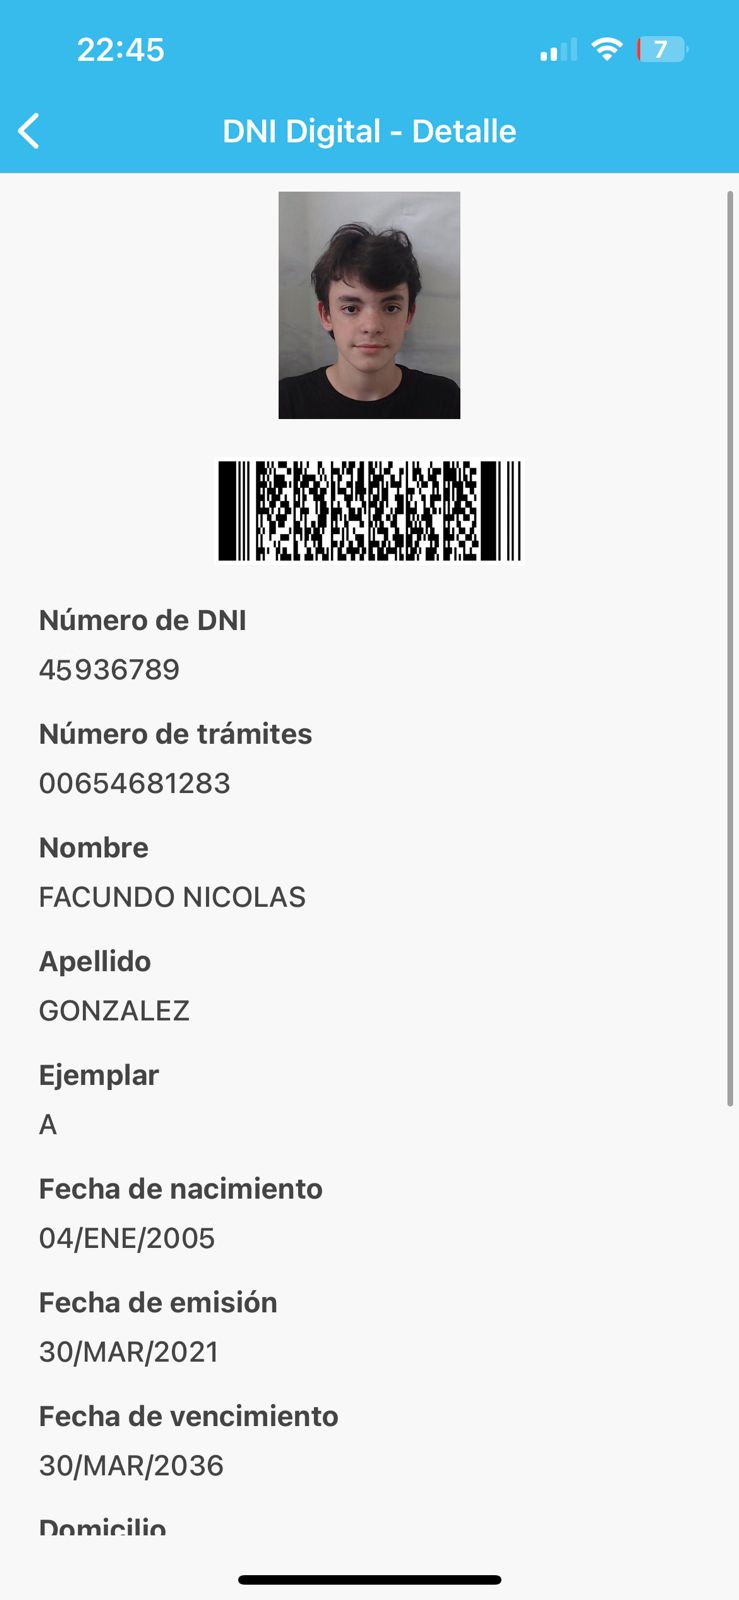 22:45
7
DNI Digital - Detalle
Número de DNI
45936789
Número de trámites
00654681283
Nombre
FACUNDO NICOLAS
Apellido
GONZALEZ
Ejemplar
A
Fecha de nacimiento
04/ENE/2005
Fecha de emisión
30/MAR/2021
Fecha de vencimiento
30/MAR/2036
Domicilio